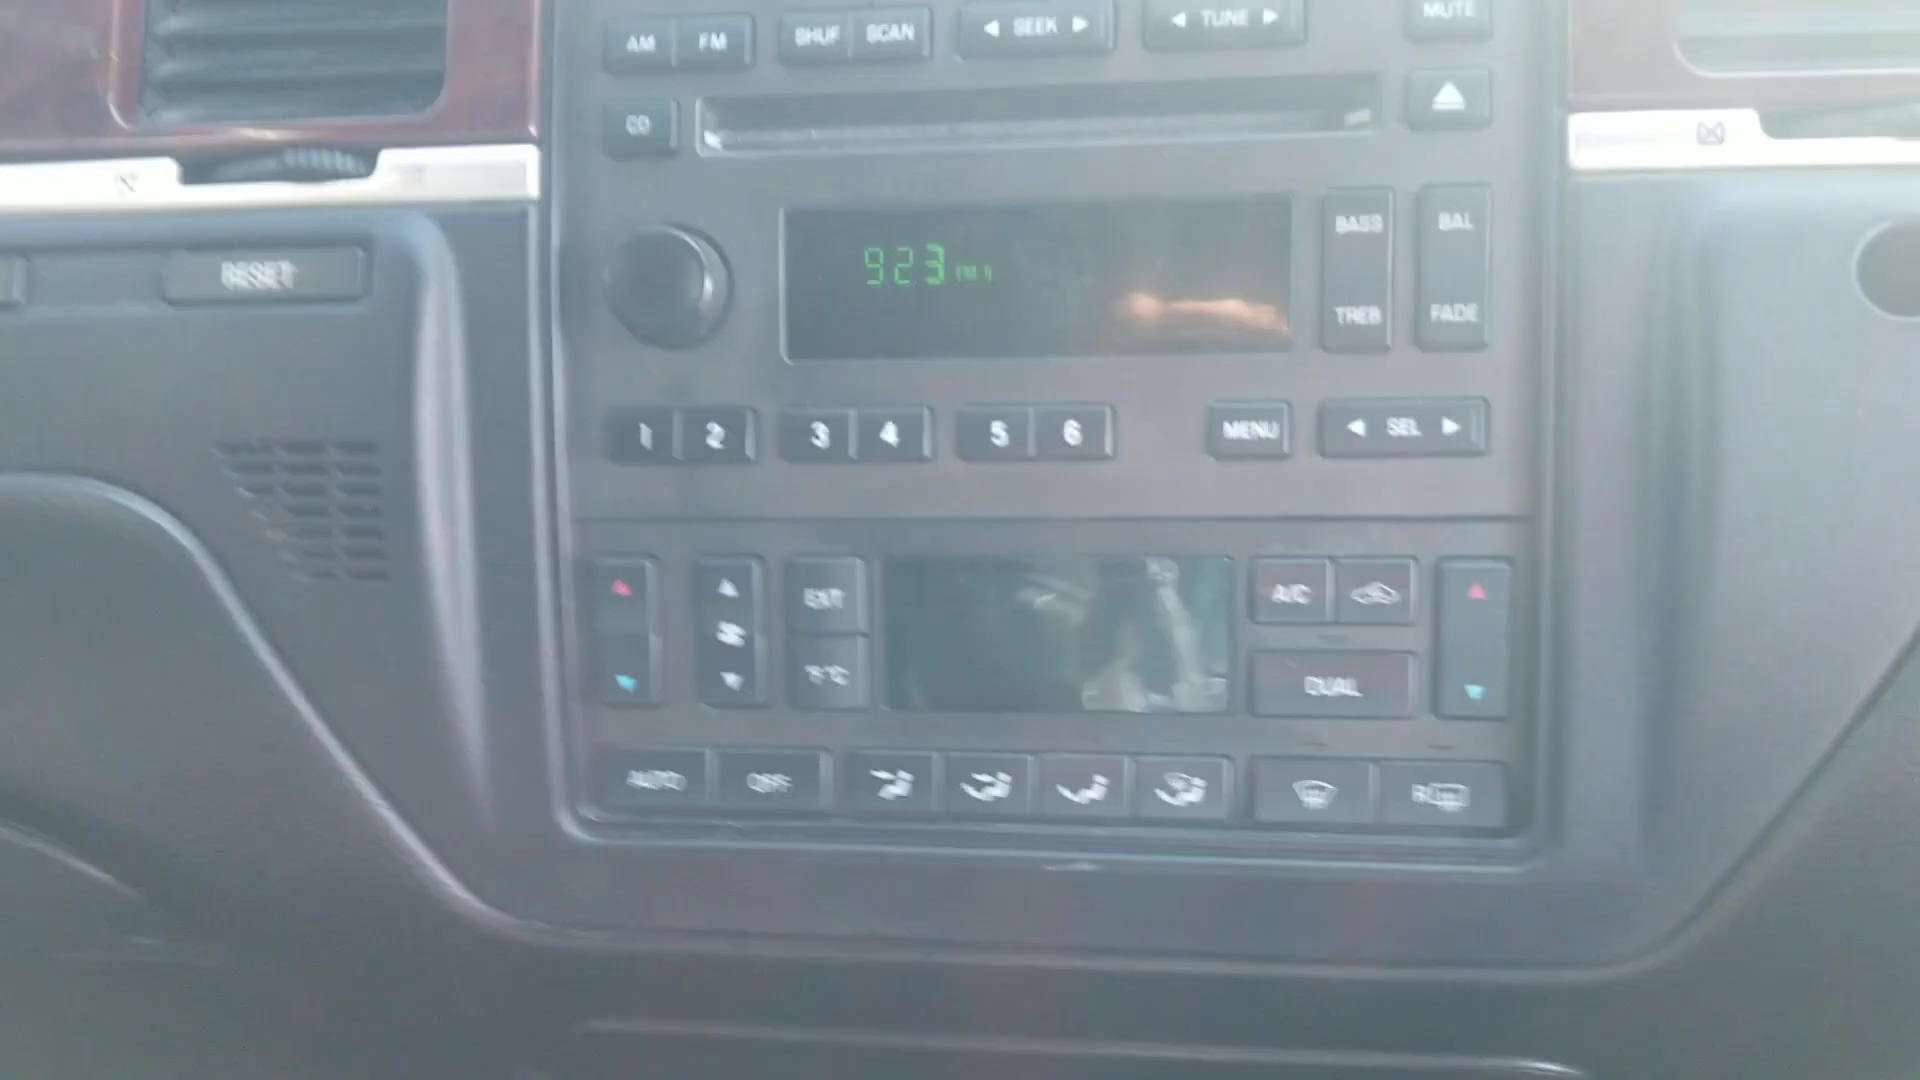 AM FM SHUF SCAN ◀ SEEK ▶ ◀ TUNE ▶ MUTE
CD
RESET
923 FM 1
BASS BAL
TREB FADE
1 2 3 4 5 6 MENU ◀ SEL ▶
EXT A/C
°F°C DUAL
AUTO OFF
R